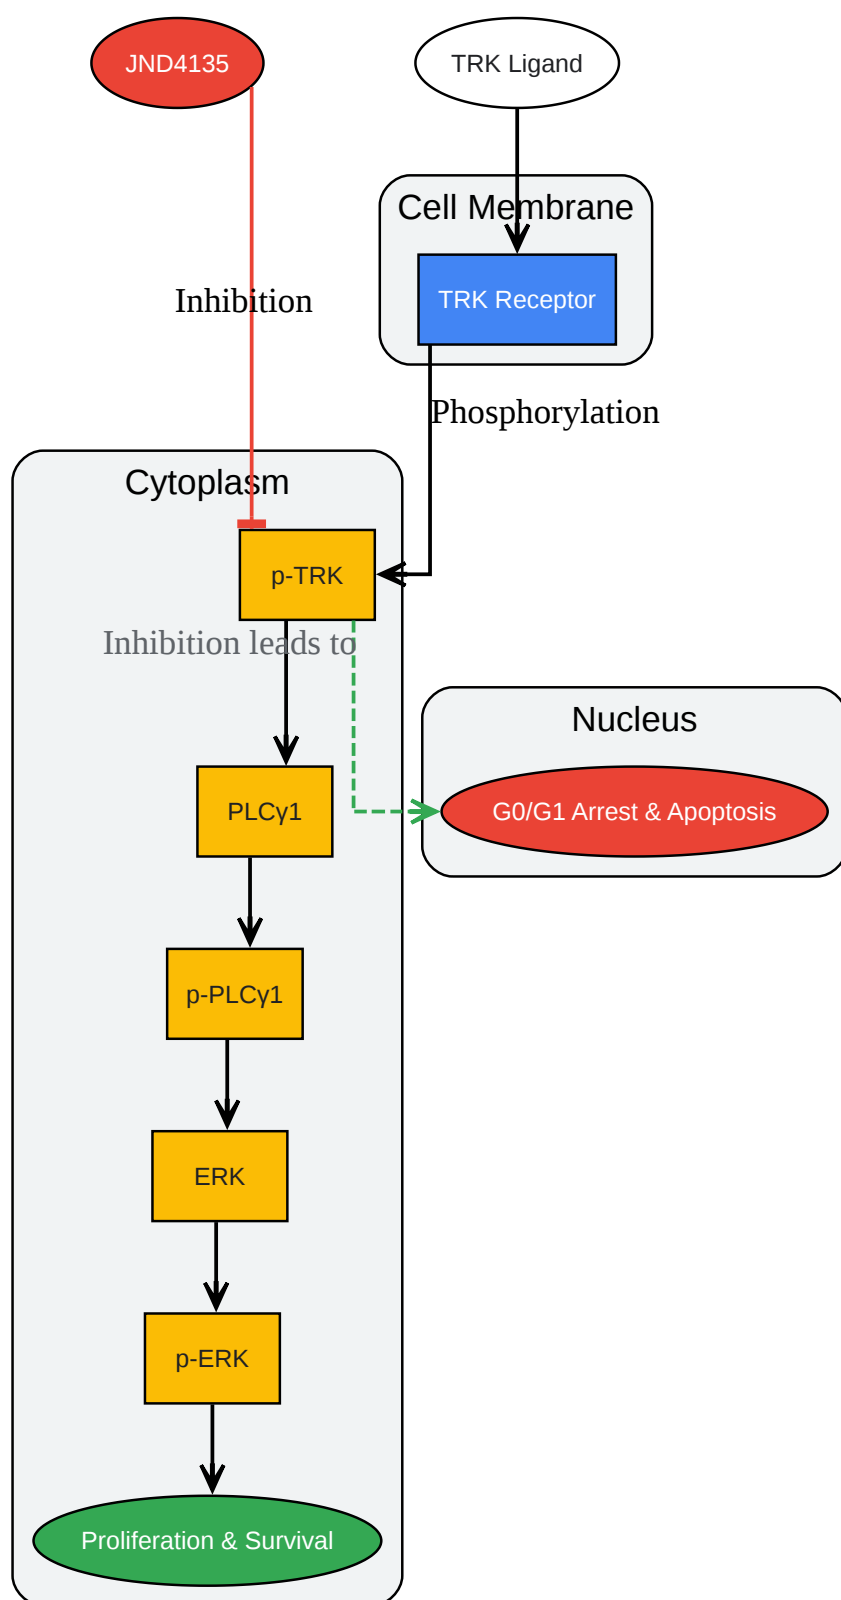 JND4135
TRK Ligand
Cell Membrane
TRK Receptor
Inhibition
Phosphorylation
Cytoplasm
p-TRK
Inhibition leads to
Nucleus
PLCγ1
G0/G1 Arrest & Apoptosis
p-PLCγ1
ERK
p-ERK
Proliferation & Survival